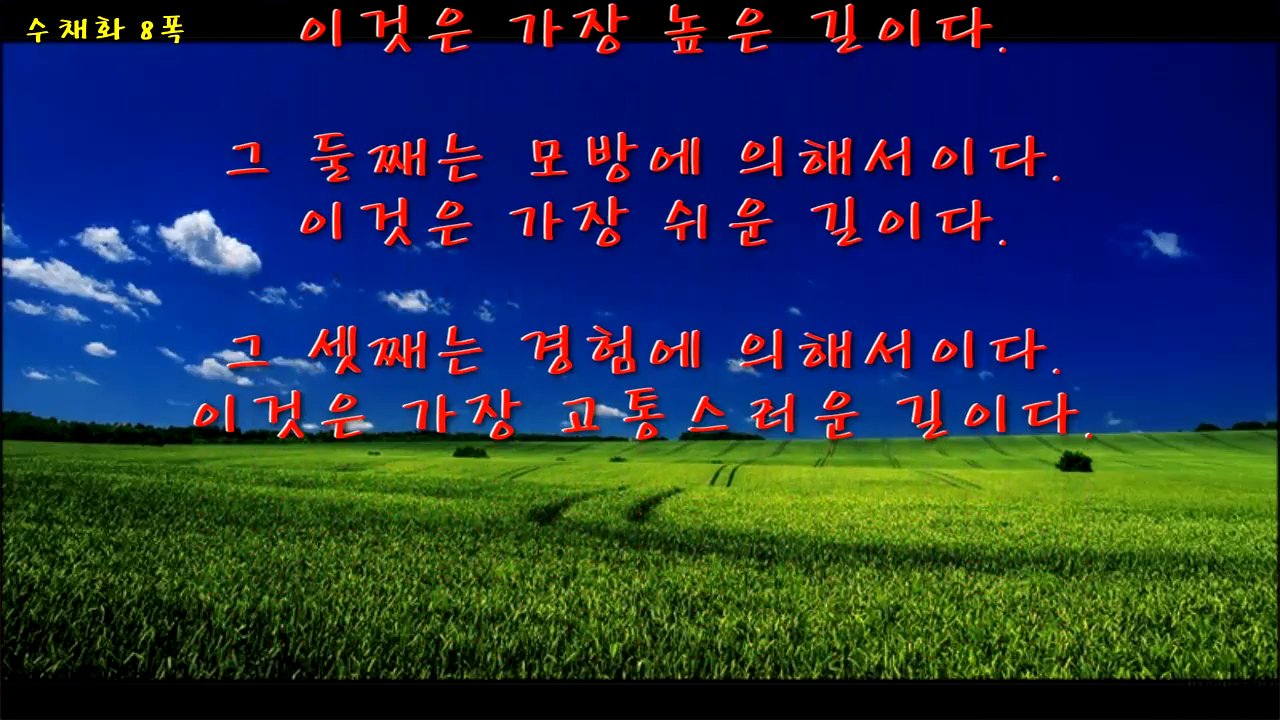 수채화 8폭
이것은 가장 높은 길이다.
그 둘째는 모방에 의해서이다.
이것은 가장 쉬운 길이다.
그 셋째는 경험에 의해서이다.
이것은 가장 고통스러운 길이다.